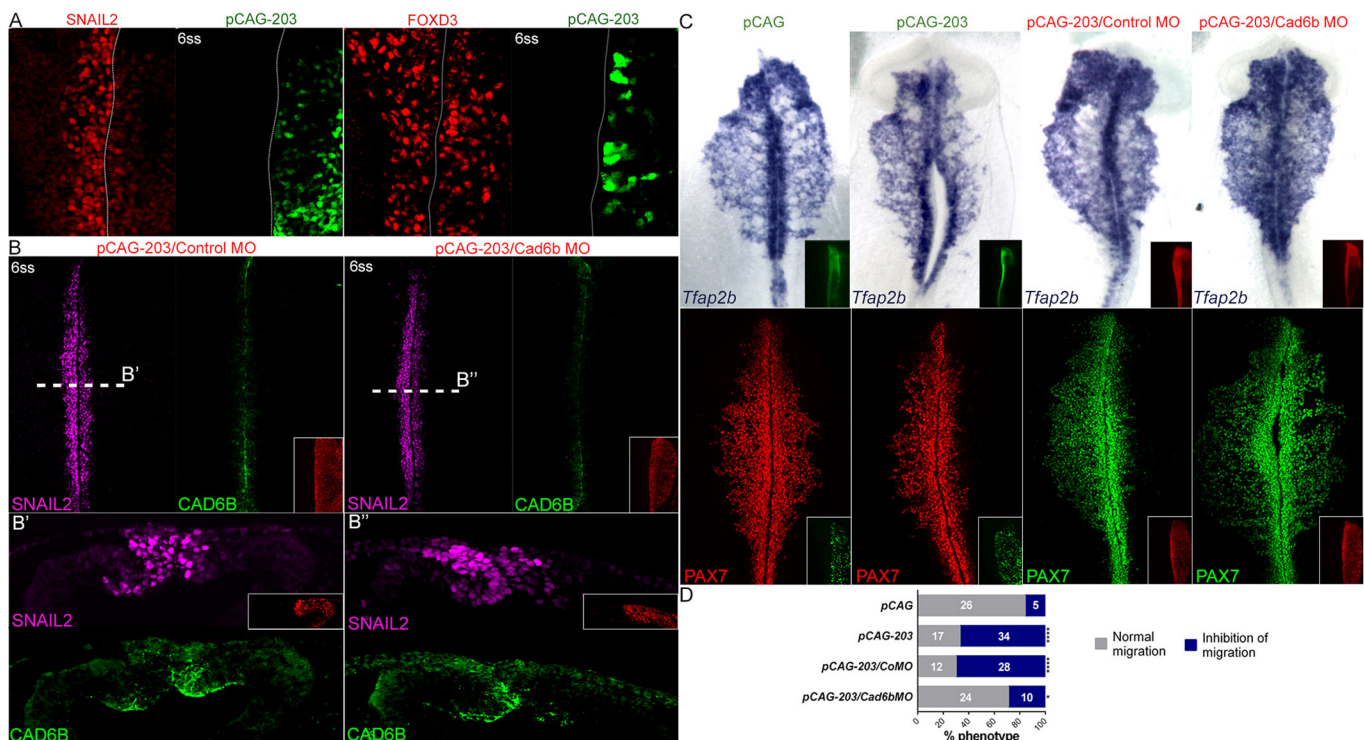 A
SNAIL2
pCAG-203
FOXD3
pCAG-203
6ss
6ss
B
pCAG-203/Control MO
pCAG-203/Cad6b MO
6ss
6ss
B'
B''
SNAIL2
CAD6B
SNAIL2
CAD6B
B'
B''
SNAIL2
SNAIL2
CAD6B
CAD6B
C
pCAG
pCAG-203
pCAG-203/Control MO
pCAG-203/Cad6b MO
Tfap2b
Tfap2b
Tfap2b
Tfap2b
PAX7
PAX7
PAX7
PAX7
D
pCAG
26
5
pCAG-203
17
34
****
pCAG-203/CoMO
12
28
****
pCAG-203/Cad6bMO
24
10
*
0
20
40
60
80
100
% phenotype
Normal
migration
Inhibition of
migration